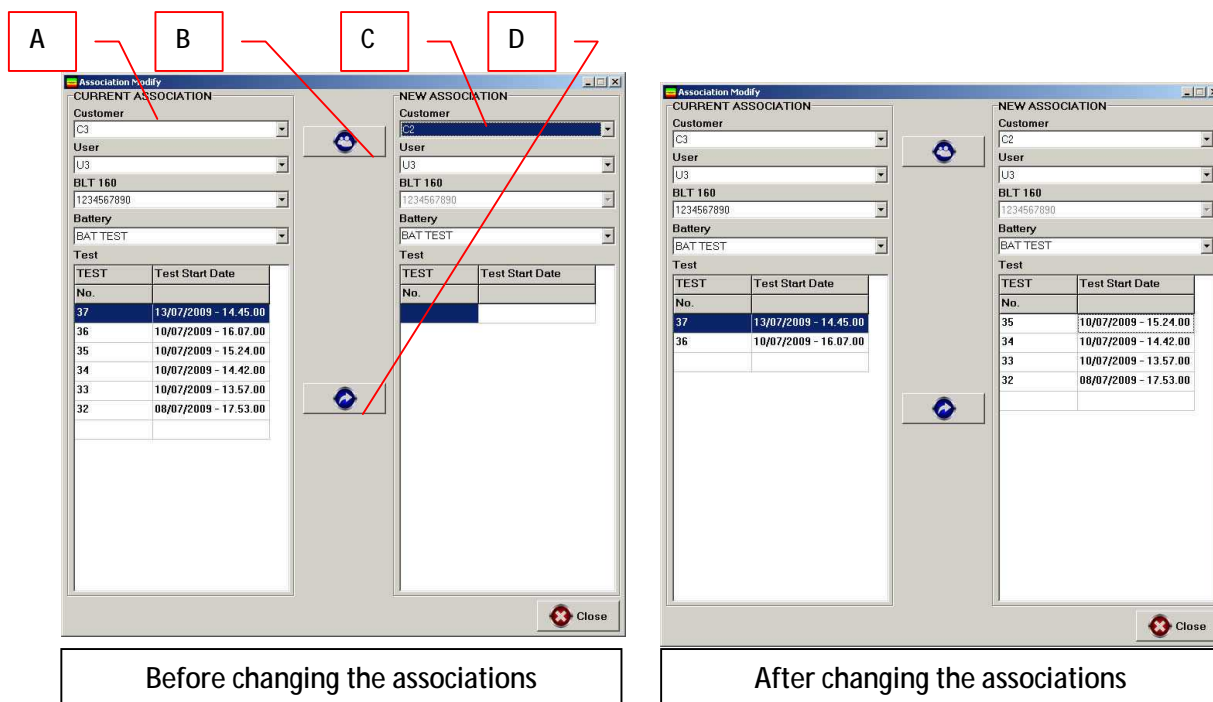 A B C D
Association Modify
CURRENT ASSOCIATION NEW ASSOCIATION
Customer Customer
C3 C2
User User
U3 U3
BLT 160 BLT 160
1234567890 1234567890
Battery Battery
BAT TEST BAT TEST
Test Test
TEST Test Start Date TEST Test Start Date
No. No.
37 13/07/2009 - 14.45.00
36 10/07/2009 - 16.07.00
35 10/07/2009 - 15.24.00
34 10/07/2009 - 14.42.00
33 10/07/2009 - 13.57.00
32 08/07/2009 - 17.53.00
Close
Before changing the associations
Association Modify
CURRENT ASSOCIATION NEW ASSOCIATION
Customer Customer
C3 C2
User User
U3 U3
BLT 160 BLT 160
1234567890 1234567890
Battery Battery
BAT TEST BAT TEST
Test Test
TEST Test Start Date TEST Test Start Date
No. No.
37 13/07/2009 - 14.45.00 35 10/07/2009 - 15.24.00
36 10/07/2009 - 16.07.00 34 10/07/2009 - 14.42.00
33 10/07/2009 - 13.57.00
32 08/07/2009 - 17.53.00
Close
After changing the associations